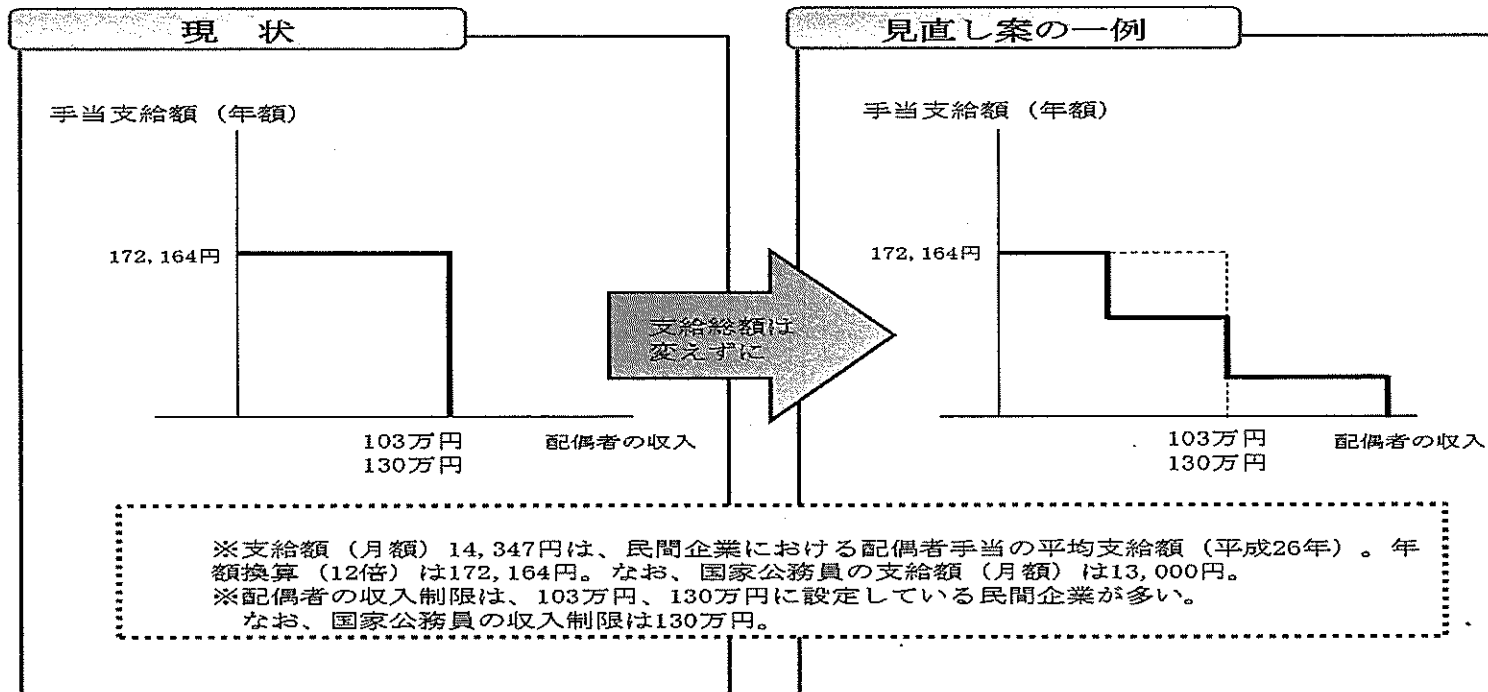 現　状
手当支給額（年額）
172,164円
103万円
130万円
配偶者の収入
支給総額は
変えずに
見直し案の一例
手当支給額（年額）
172,164円
103万円
130万円
配偶者の収入
※支給額（月額）14,347円は、民間企業における配偶者手当の平均支給額（平成26年）。年
額換算（12倍）は172,164円。なお、国家公務員の支給額（月額）は13,000円。
※配偶者の収入制限は、103万円、130万円に設定している民間企業が多い。
なお、国家公務員の収入制限は130万円。